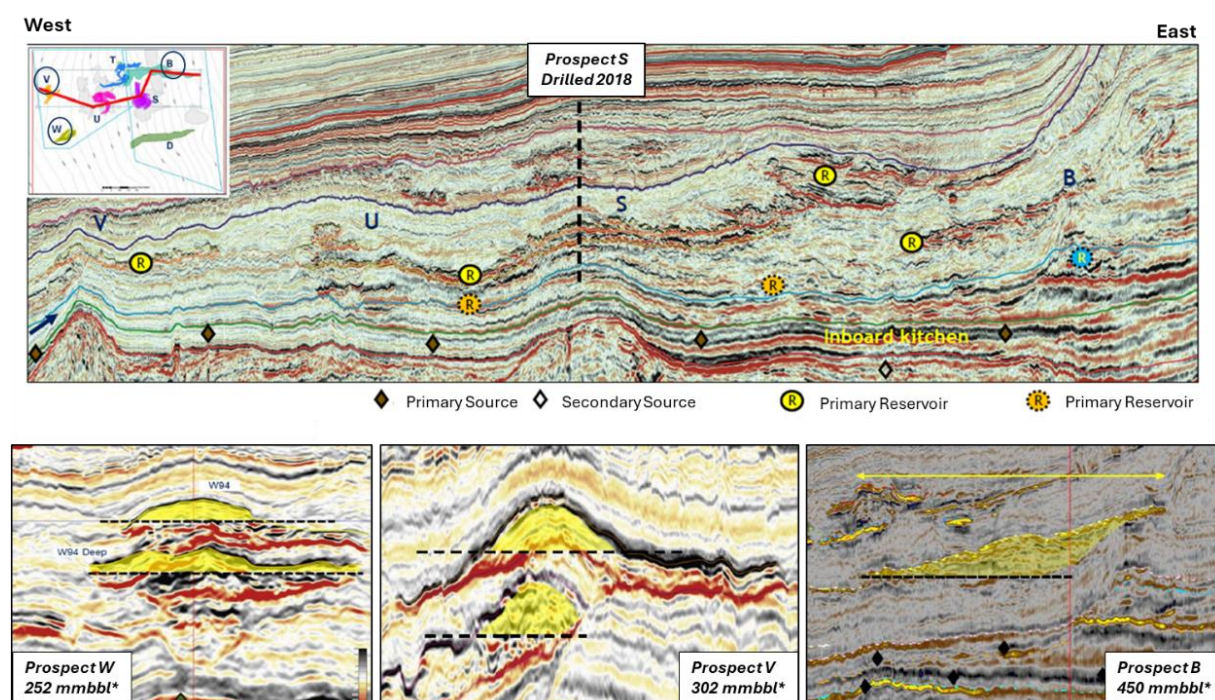 West
East
Prospect S
Drilled 2018
T
B
V
S
U
W
D
V
U
S
B
R
R
R
R
R
R
R
Inboard kitchen
Primary Source
Secondary Source
R Primary Reservoir
R Primary Reservoir
W94
W94 Deep
Prospect W
252 mmbbl*
Prospect V
302 mmbbl*
Prospect B
450 mmbbl*